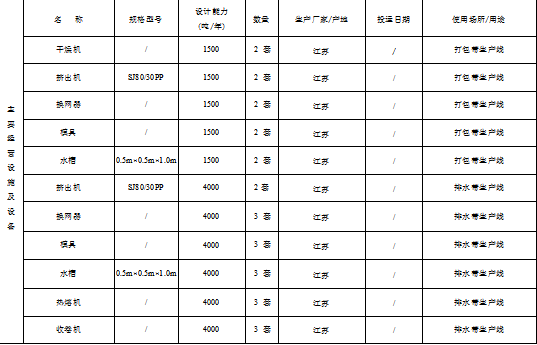 名 称 规格型号 设计能力(吨/年) 数量 生产厂家/产地 投运日期 使用场所/用途
主要经营设施及设备
干燥机 / 1500 2 套 江苏 / 打包带生产线
挤出机 SJ80/30PP 1500 2 套 江苏 / 打包带生产线
换网器 / 1500 2 套 江苏 / 打包带生产线
模具 / 1500 2 套 江苏 / 打包带生产线
水槽 0.5m×0.5m×1.0m 1500 2 套 江苏 / 打包带生产线
挤出机 SJ80/30PP 4000 2 套 江苏 / 排水带生产线
换网器 / 4000 3 套 江苏 / 排水带生产线
模具 / 4000 3 套 江苏 / 排水带生产线
水槽 0.5m×0.5m×1.0m 4000 3 套 江苏 / 排水带生产线
热熔机 / 4000 3 套 江苏 / 排水带生产线
收卷机 / 4000 3 套 江苏 / 排水带生产线